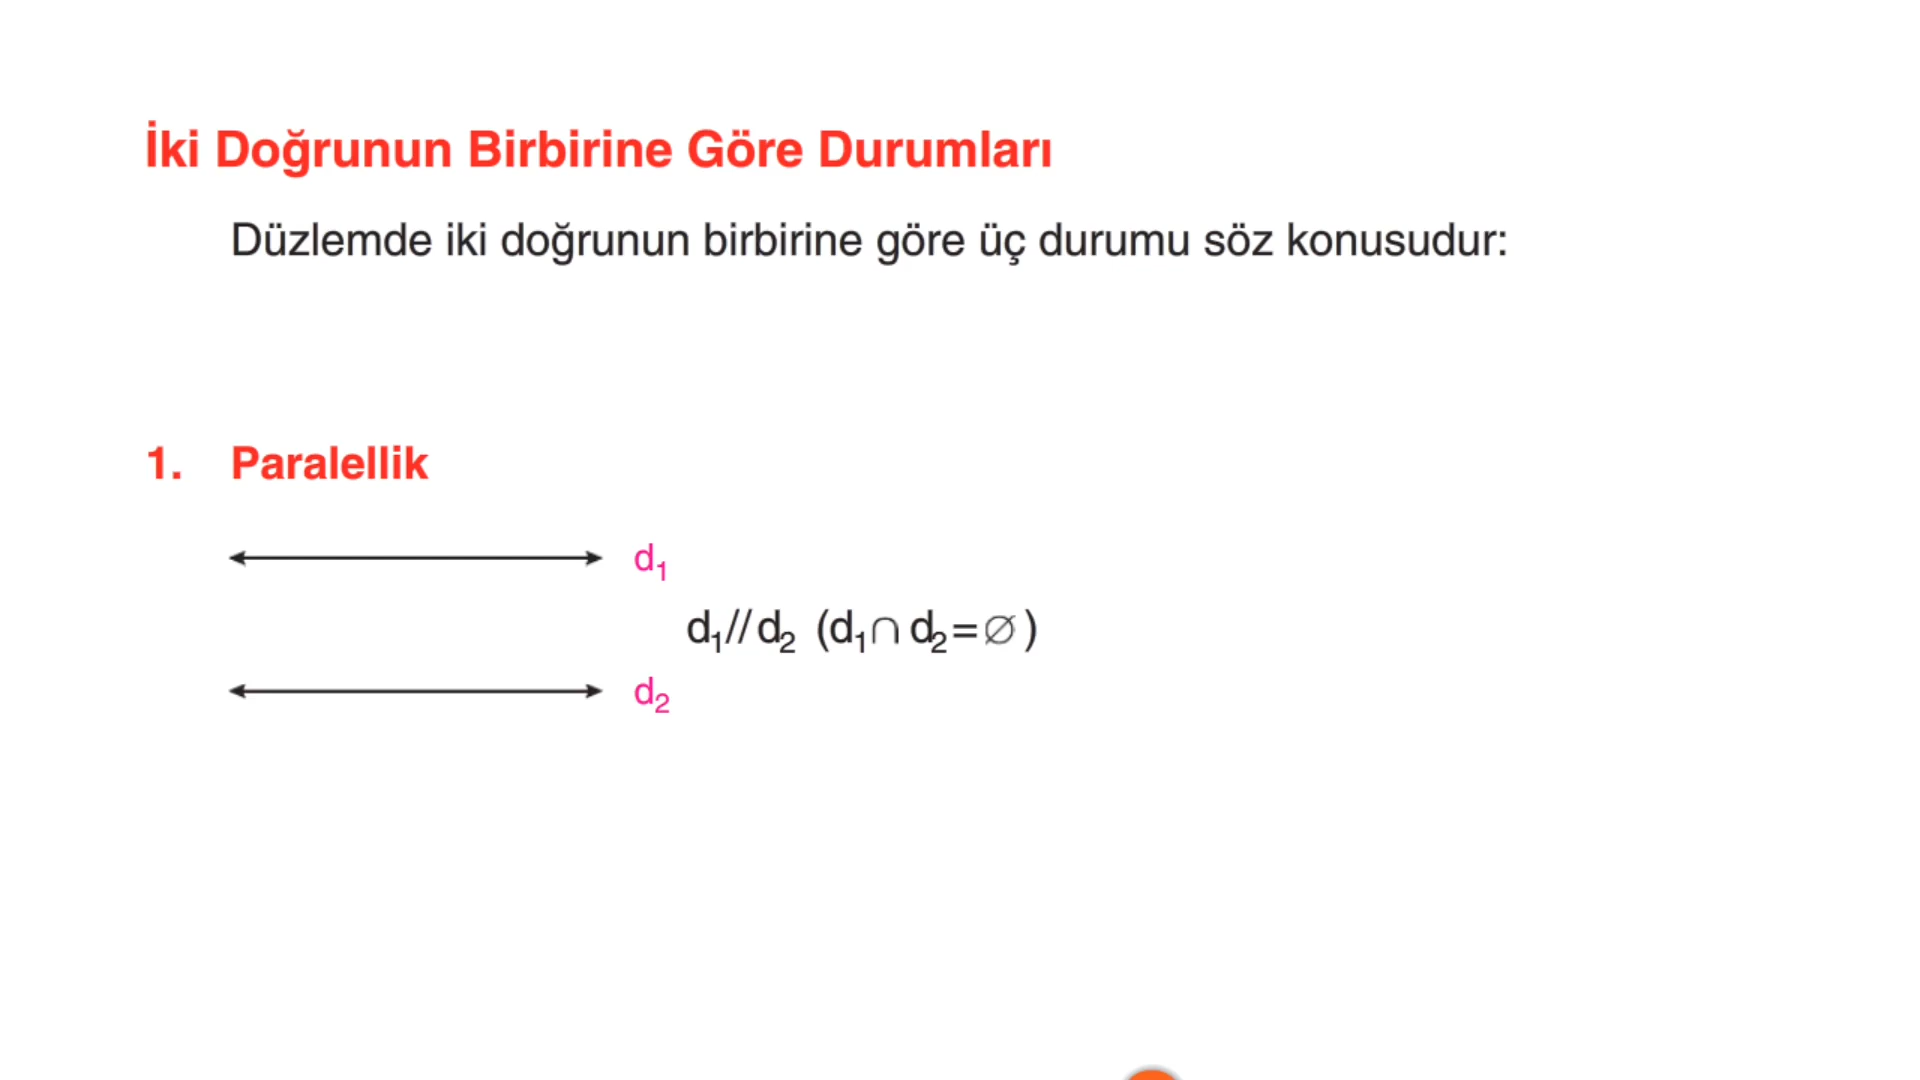 İki Doğrunun Birbirine Göre Durumları
Düzlemde iki doğrunun birbirine göre üç durumu söz konusudur:
1. Paralellik
d₁
d₁//d₂ (d₁∩d₂=∅)
d₂